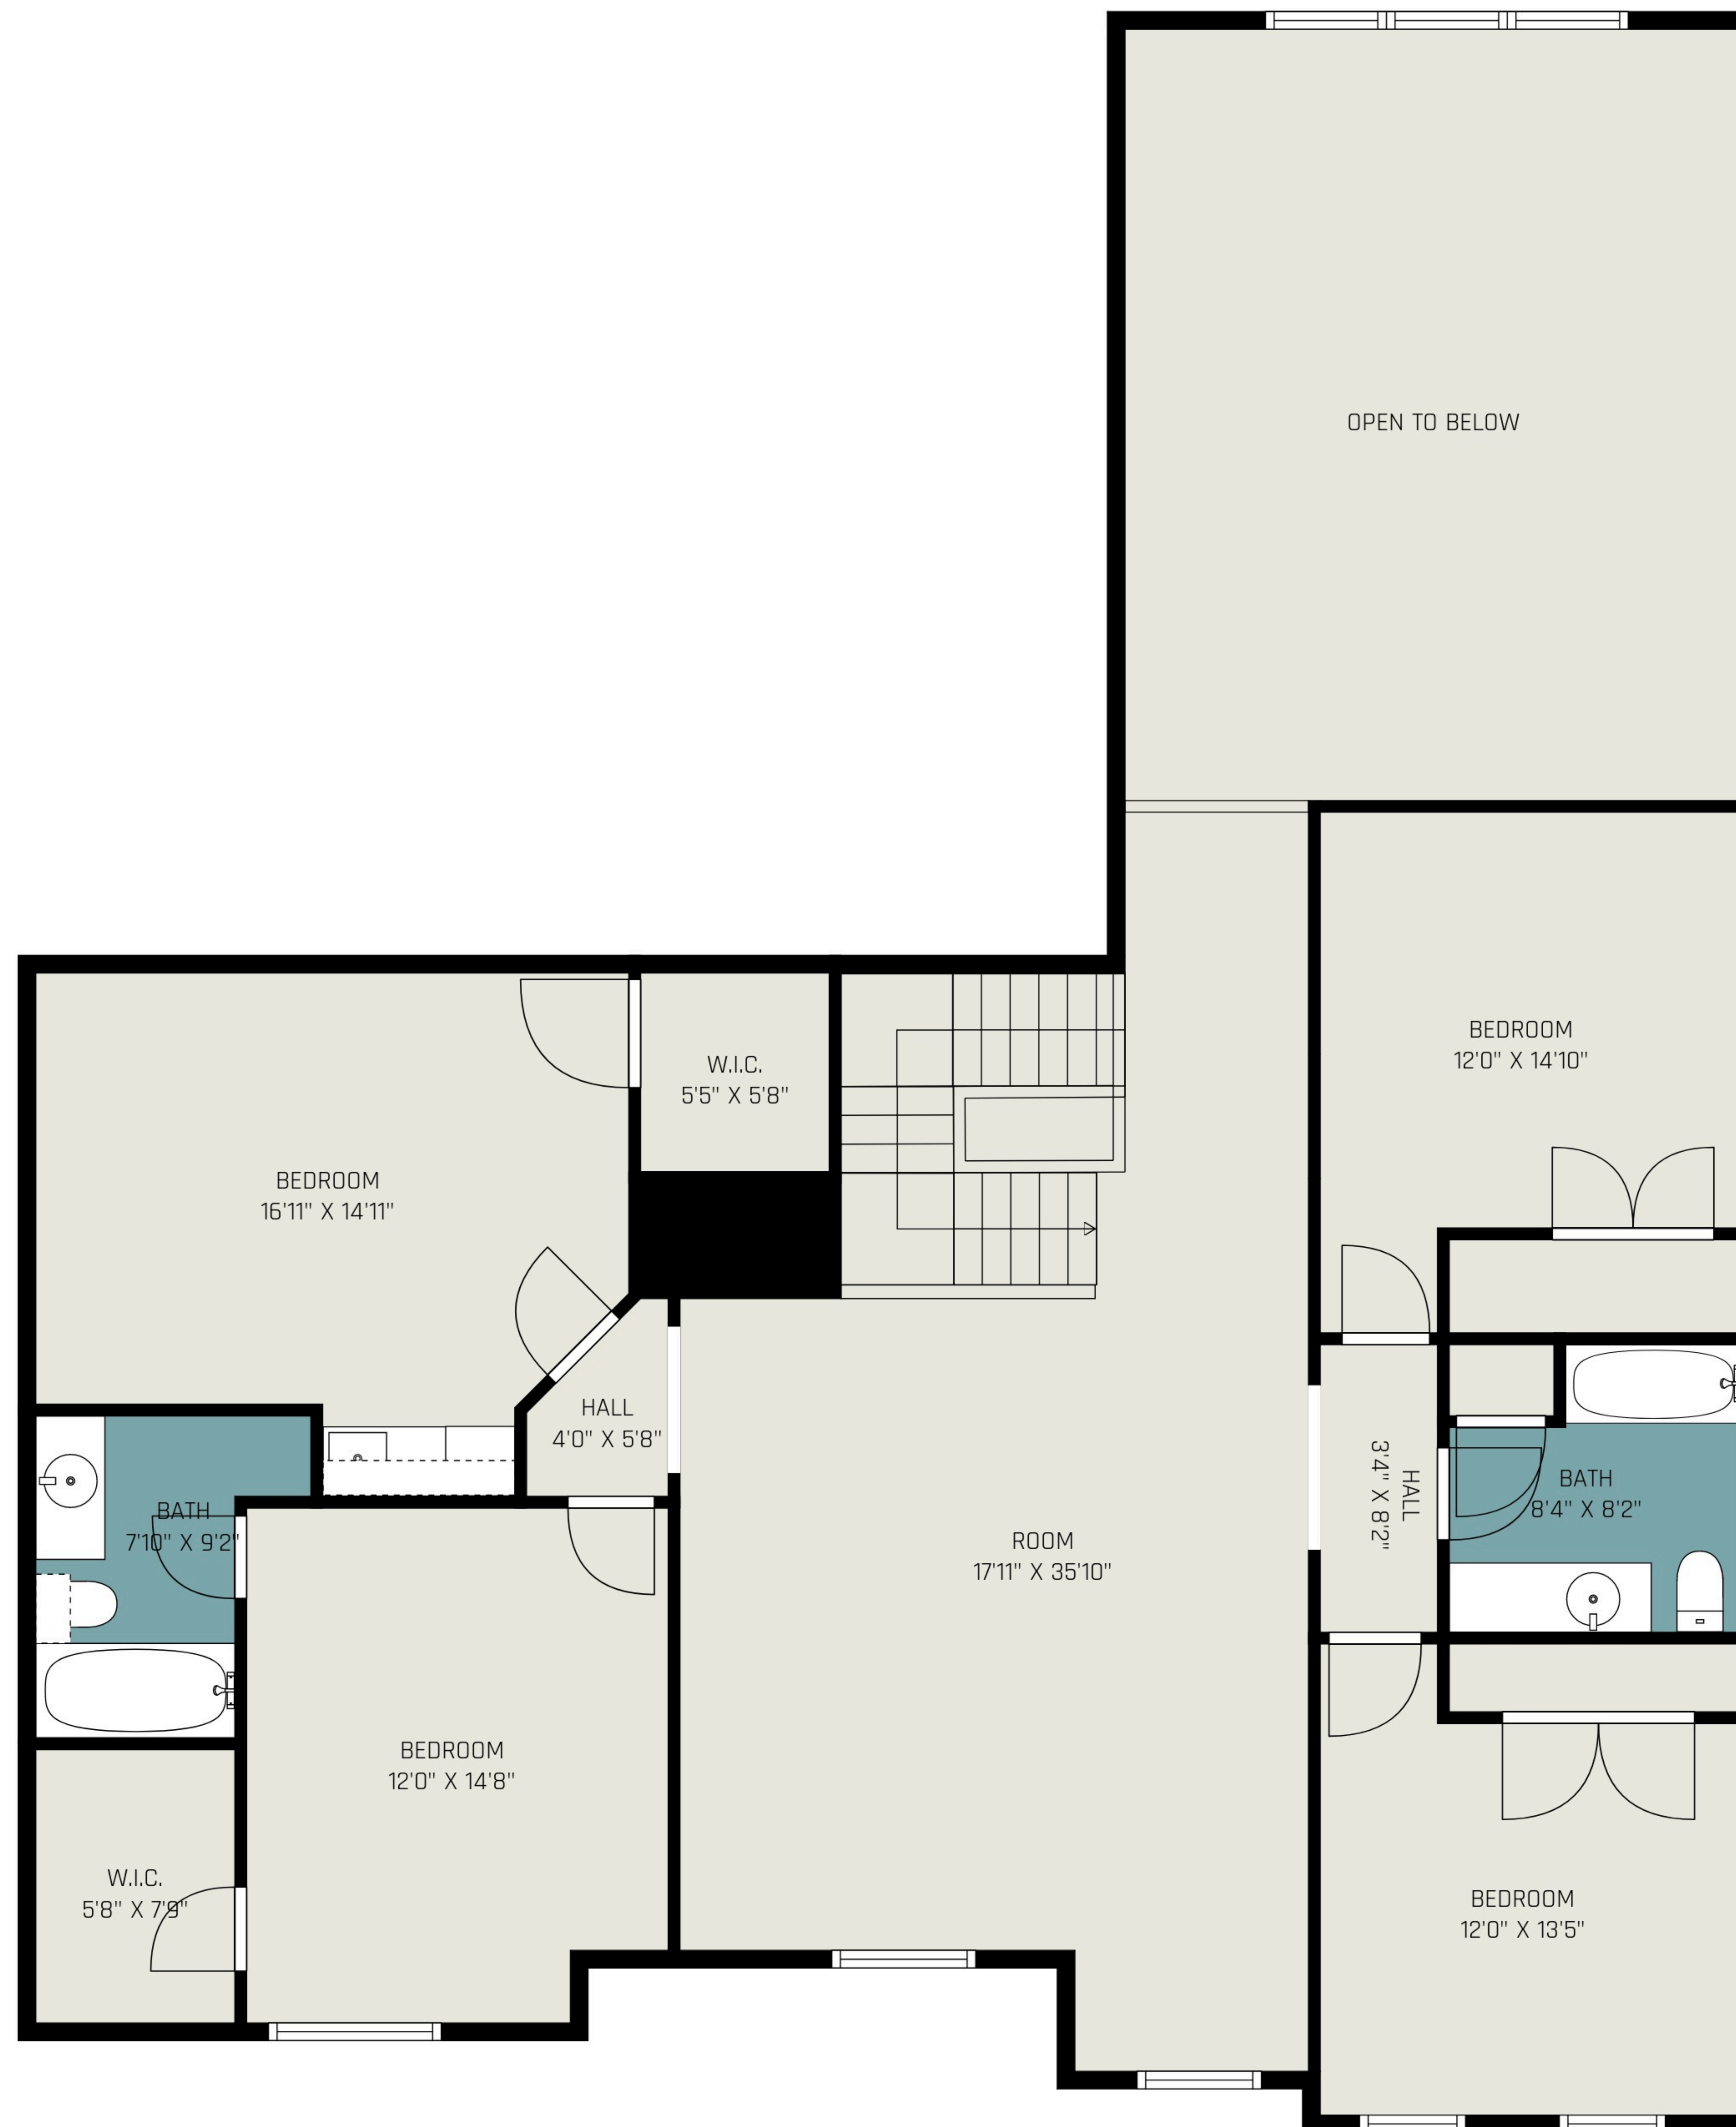 OPEN TO BELOW
BEDROOM
12'0" X 14'10"
W.I.C.
5'5" X 5'8"
BEDROOM
16'11" X 14'11"
HALL
4'0" X 5'8"
HALL
3'4" X 8'2"
BATH
8'4" X 8'2"
BATH
7'10" X 9'2"
ROOM
17'11" X 35'10"
BEDROOM
12'0" X 14'8"
W.I.C.
5'8" X 7'9"
BEDROOM
12'0" X 13'5"